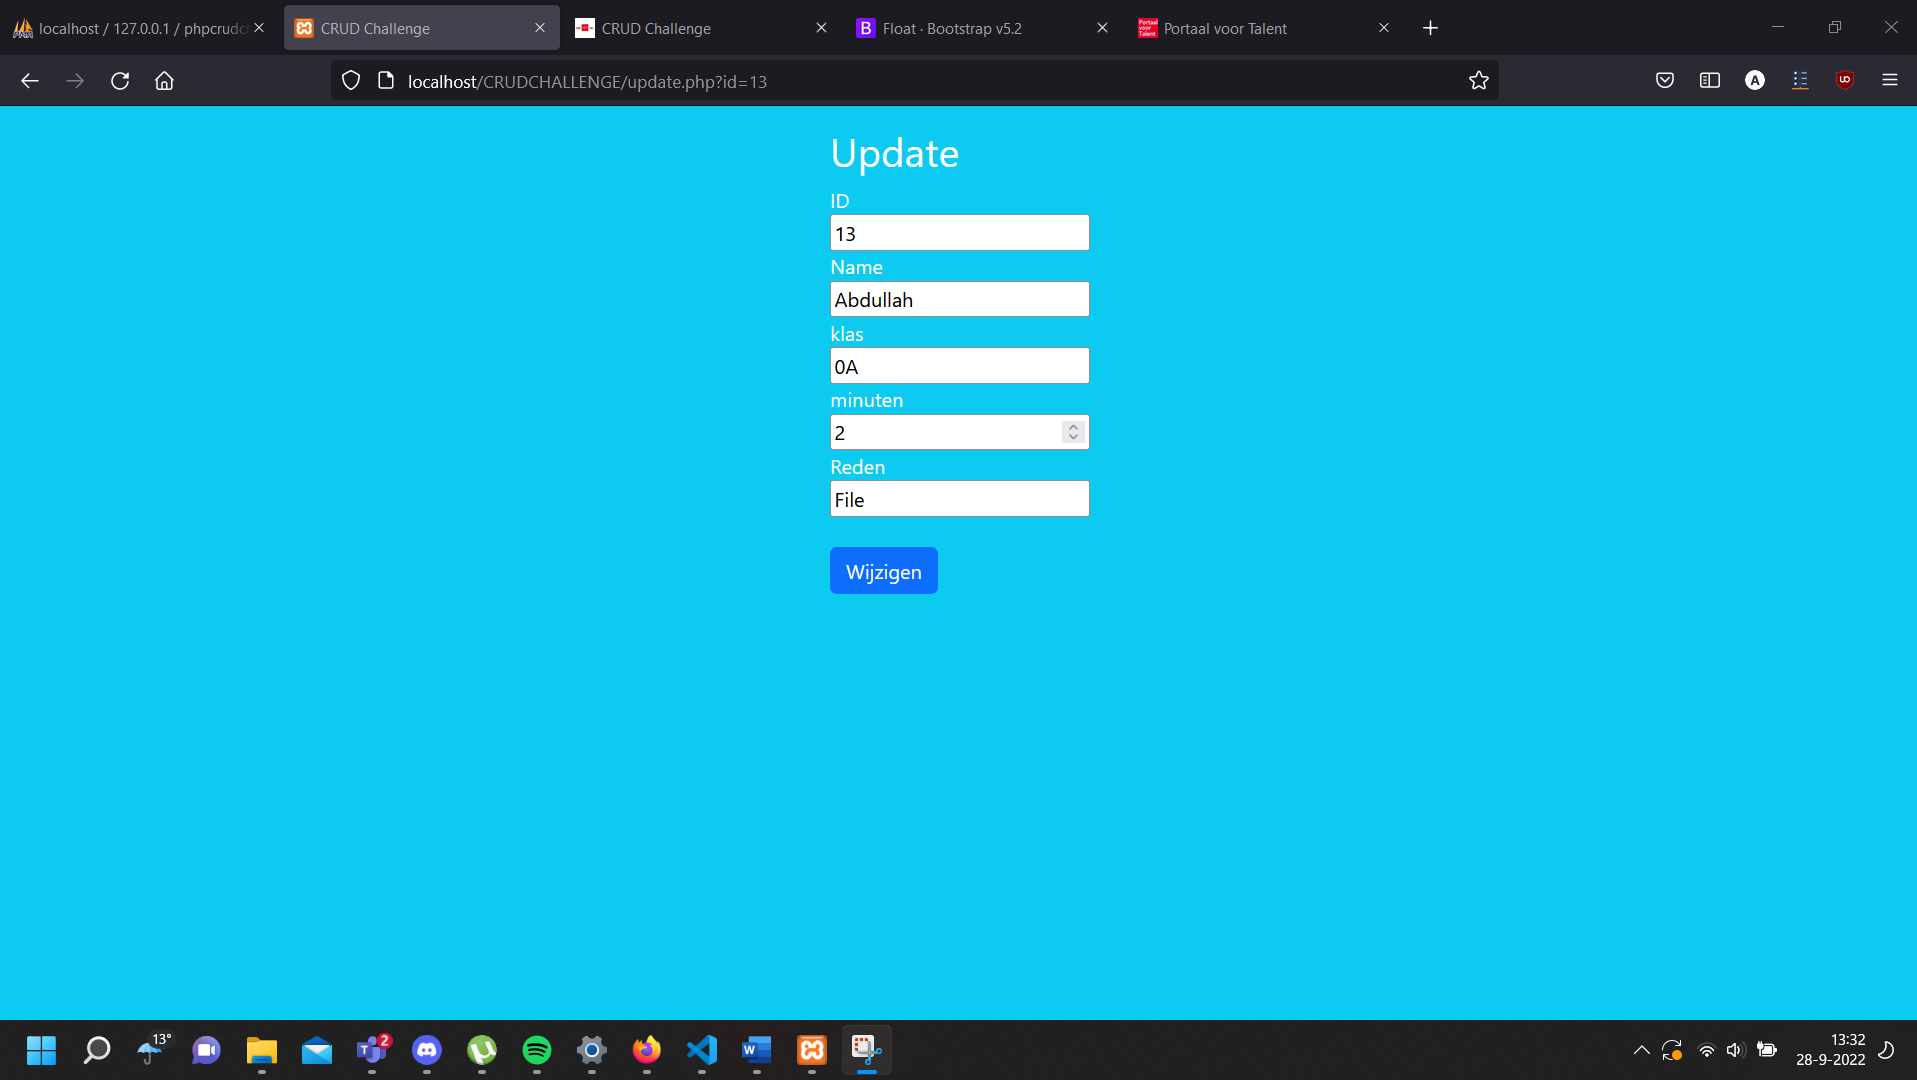 localhost / 127.0.0.1 / phpcrudch
CRUD Challenge
CRUD Challenge
Float · Bootstrap v5.2
Portaal voor Talent
localhost/CRUDCHALLENGE/update.php?id=13
Update
ID
13
Name
Abdullah
klas
0A
minuten
2
Reden
File
Wijzigen
13°
2
13:32
28-9-2022